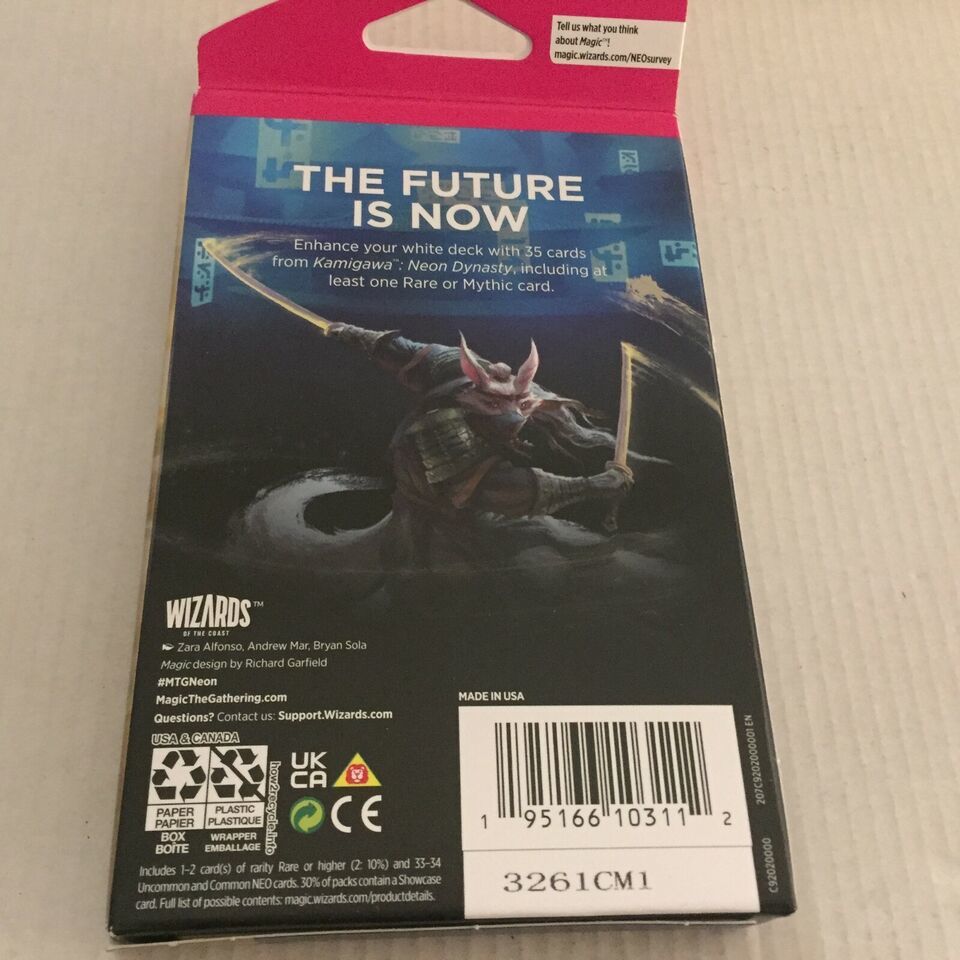 Tell us what you think
about Magic™!
magic.wizards.com/NEOsurvey
THE FUTURE
IS NOW
Enhance your white deck with 35 cards
from Kamigawa™: Neon Dynasty, including at
least one Rare or Mythic card.
WIZARDS™
OF THE COAST
Zara Alfonso, Andrew Mar, Bryan Sola
Magic design by Richard Garfield
#MTGNeon
MagicTheGathering.com
Questions? Contact us: Support.Wizards.com
USA & CANADA
PAPER
PAPIER
BOX
BOÎTE
PLASTIC
PLASTIQUE
WRAPPER
EMBALLAGE
how2recycle.info
UK
CA
CE
Includes 1-2 card(s) of rarity Rare or higher (2: 10%) and 33-34
Uncommon and Common NEO cards. 30% of packs contain a Showcase
card. Full list of possible contents: magic.wizards.com/productdetails.
MADE IN USA
1 95166 10311 2
3261CM1
C92020000
207C92020000001 EN